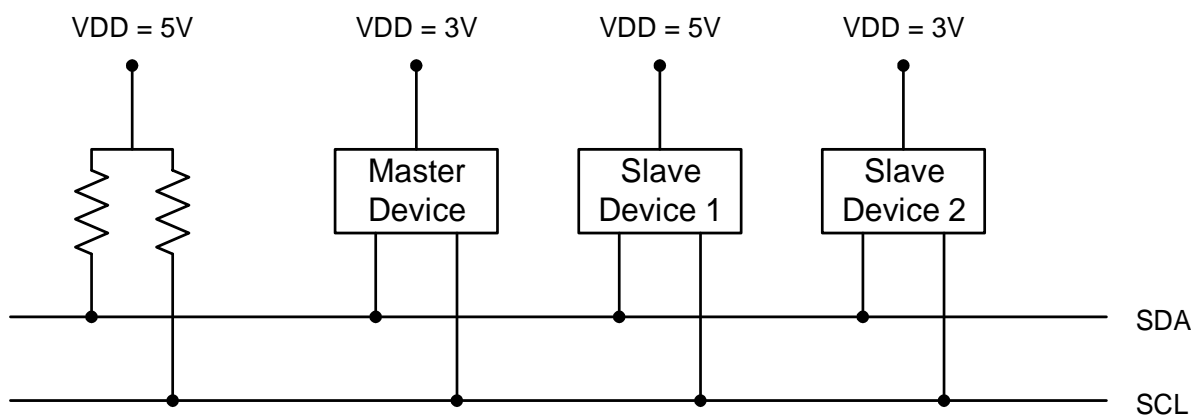 VDD = 5V
VDD = 3V
VDD = 5V
VDD = 3V
Master
Device
Slave
Device 1
Slave
Device 2
SDA
SCL